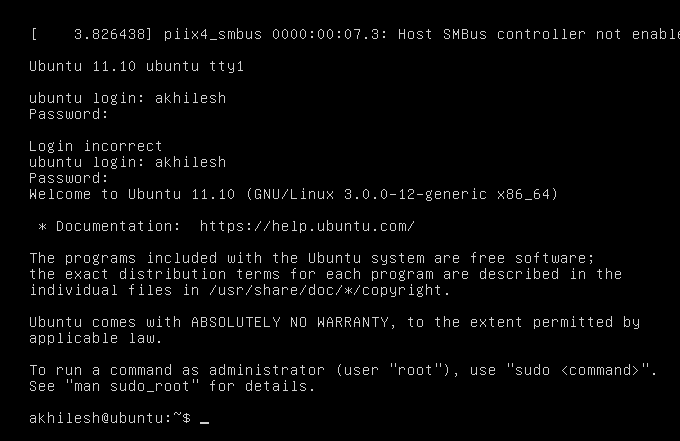 [    3.826438] piix4_smbus 0000:00:07.3: Host SMBus controller not enable
Ubuntu 11.10 ubuntu tty1
ubuntu login: akhilesh
Password:
Login incorrect
ubuntu login: akhilesh
Password:
Welcome to Ubuntu 11.10 (GNU/Linux 3.0.0-12-generic x86_64)
* Documentation:  https://help.ubuntu.com/
The programs included with the Ubuntu system are free software;
the exact distribution terms for each program are described in the
individual files in /usr/share/doc/*/copyright.
Ubuntu comes with ABSOLUTELY NO WARRANTY, to the extent permitted by
applicable law.
To run a command as administrator (user "root"), use "sudo <command>".
See "man sudo_root" for details.
akhilesh@ubuntu:~$ _